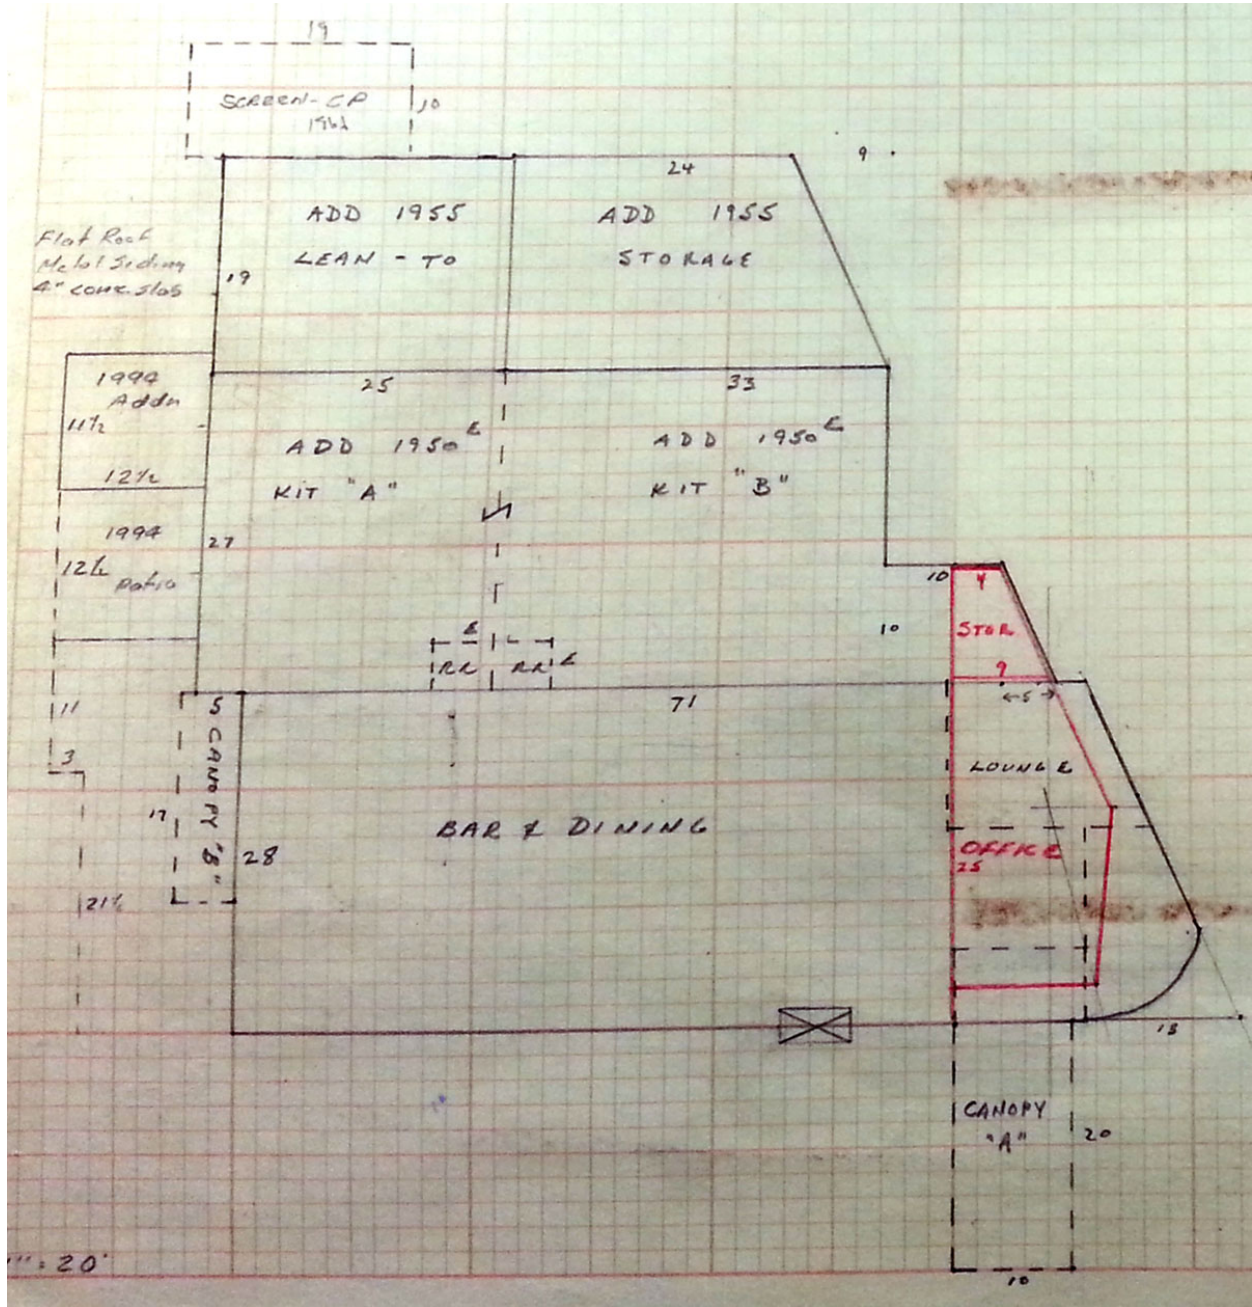 19
SCREEN-CP
10
24
9
ADD 1955
LEAN-TO
ADD 1955
STORAGE
Flat Roof
Metal Siding
4" conc slab
19
25
33
1994
Addn
11½
12½
ADD 1950 E
KIT "A"
ADD 1950 E
KIT "B"
1994
Patio
12½
27
10
4
STOR
10
9
←5→
E
RR
RR
E
5
71
11
3
CANOPY "B"
17
28
21½
BAR & DINING
LOUNGE
OFFICE
25
18
CANOPY
"A"
20
10
1" = 20'